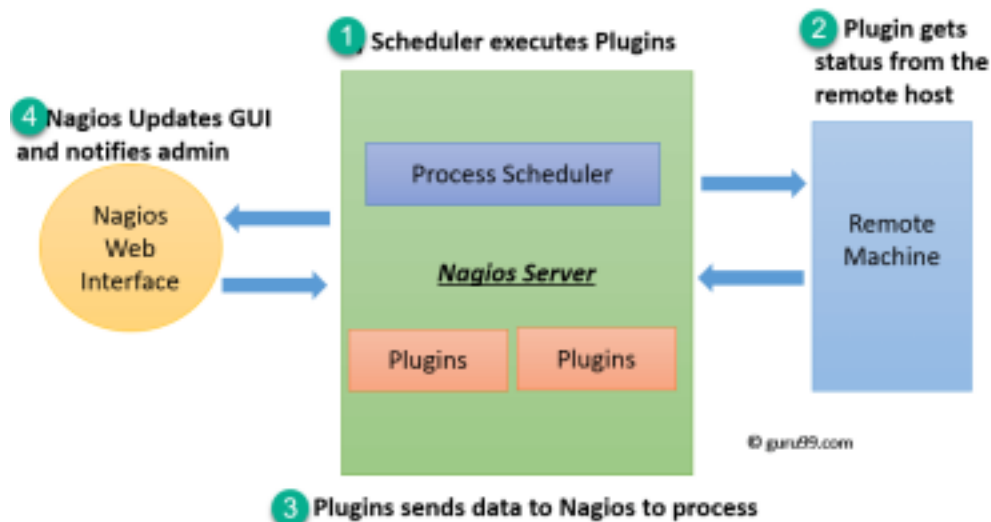 1 Scheduler executes Plugins
2 Plugin gets
status from the
remote host
4 Nagios Updates GUI
and notifies admin
Process Scheduler
Nagios
Web
Interface
Remote
Machine
Nagios Server
Plugins
Plugins
© guru99.com
3 Plugins sends data to Nagios to process